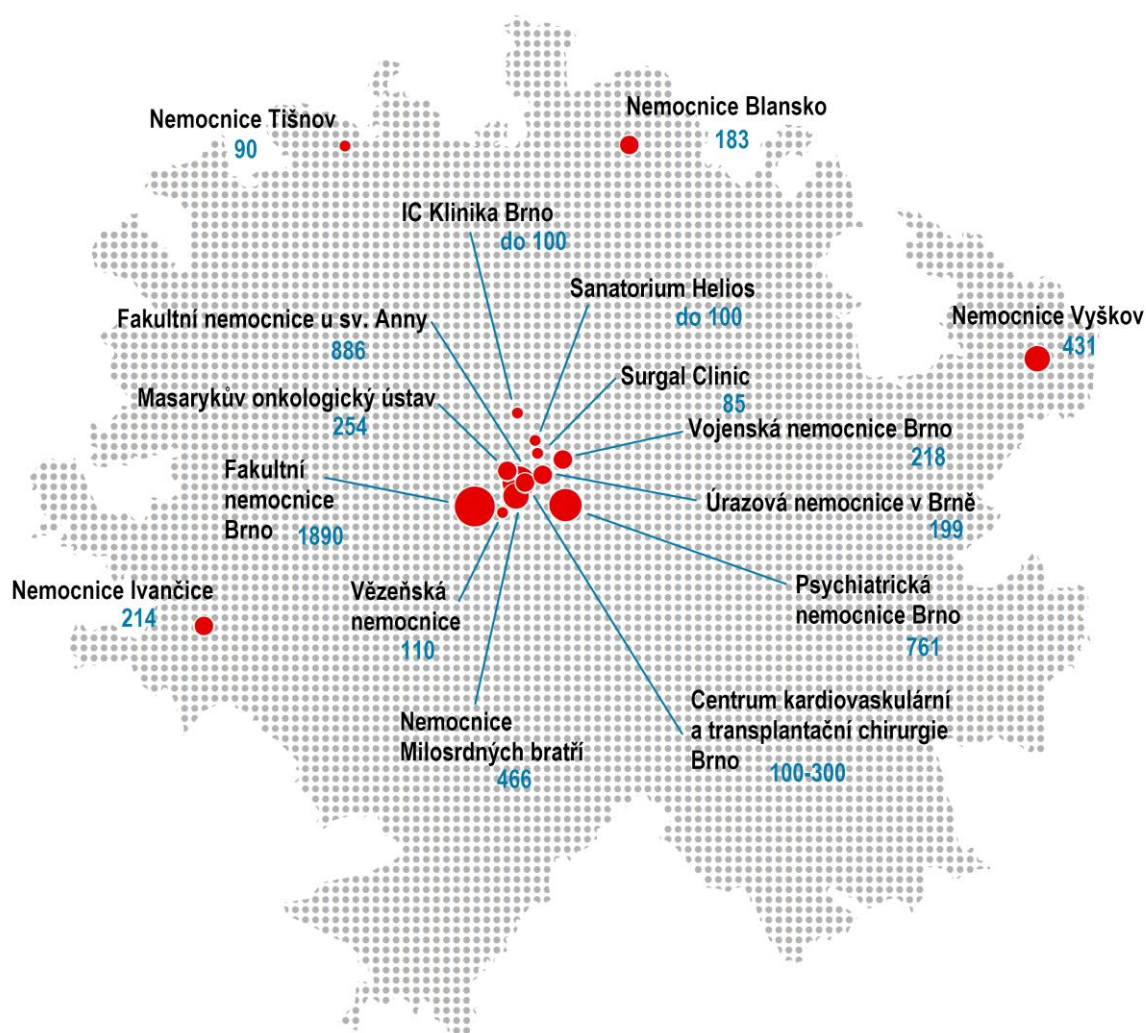 Nemocnice Tišnov
90
Nemocnice Blansko
183
IC Klinika Brno
do 100
Sanatorium Helios
do 100
Fakultní nemocnice u sv. Anny
886
Nemocnice Vyškov
431
Surgal Clinic
85
Masarykův onkologický ústav
254
Vojenská nemocnice Brno
218
Fakultní
nemocnice
Brno
1890
Úrazová nemocnice v Brně
199
Nemocnice Ivančice
214
Vězeňská
nemocnice
110
Psychiatrická
nemocnice Brno
761
Nemocnice
Milosrdných bratří
466
Centrum kardiovaskulární
a transplantační chirurgie
Brno
100-300